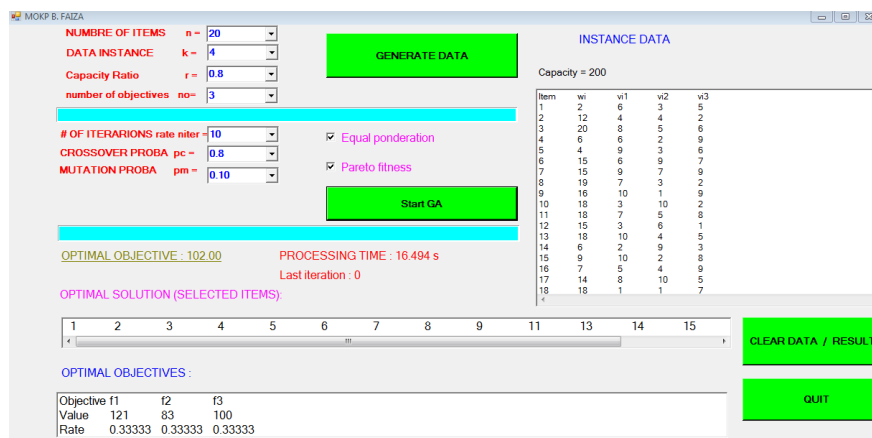 MOKP B. FAIZA
NUMBRE OF ITEMS n = 20
DATA INSTANCE k = 4
Capacity Ratio r = 0.8
number of objectives no= 3
GENERATE DATA
# OF ITERARIONS rate niter = 10
CROSSOVER PROBA pc = 0.8
MUTATION PROBA pm = 0.10
Equal ponderation
Pareto fitness
Start GA
INSTANCE DATA
Capacity = 200
Item wi vi1 vi2 vi3
1 2 6 3 5
2 12 4 4 2
3 20 8 5 6
4 6 6 2 9
5 4 9 3 6
6 15 6 9 7
7 15 9 7 9
8 19 7 3 2
9 16 10 1 9
10 18 3 10 2
11 18 7 5 8
12 15 3 6 1
13 18 10 4 5
14 6 2 9 3
15 9 10 2 8
16 7 5 4 9
17 14 8 10 5
18 18 1 1 7
OPTIMAL OBJECTIVE : 102.00
PROCESSING TIME : 16.494 s
Last iteration : 0
OPTIMAL SOLUTION (SELECTED ITEMS):
1 2 3 4 5 6 7 8 9 11 13 14 15
CLEAR DATA / RESULT
OPTIMAL OBJECTIVES :
Objective f1 f2 f3
Value 121 83 100
Rate 0.33333 0.33333 0.33333
QUIT